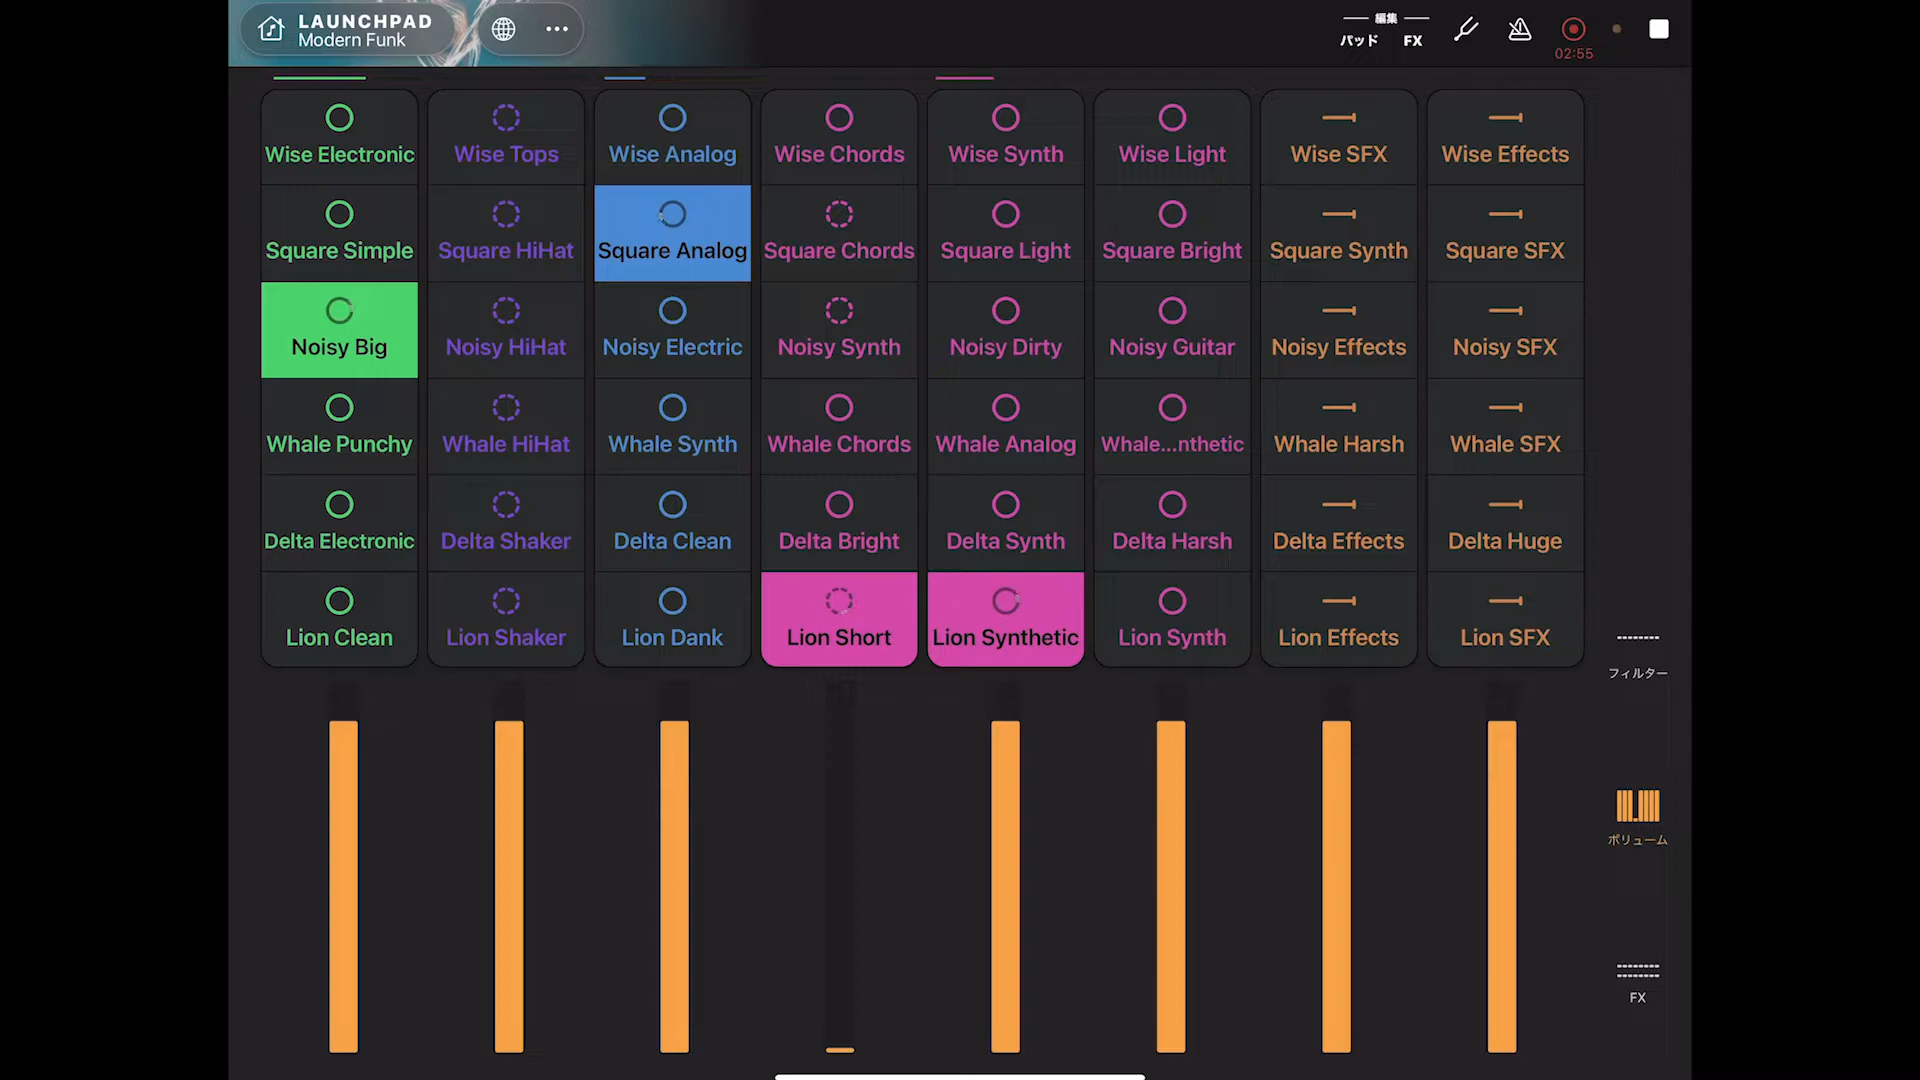 LAUNCHPAD
Modern Funk
編集
パッド FX
02:55
Wise Electronic Wise Tops Wise Analog Wise Chords Wise Synth Wise Light Wise SFX Wise Effects
Square Simple Square HiHat Square Analog Square Chords Square Light Square Bright Square Synth Square SFX
Noisy Big Noisy HiHat Noisy Electric Noisy Synth Noisy Dirty Noisy Guitar Noisy Effects Noisy SFX
Whale Punchy Whale HiHat Whale Synth Whale Chords Whale Analog Whale...nthetic Whale Harsh Whale SFX
Delta Electronic Delta Shaker Delta Clean Delta Bright Delta Synth Delta Harsh Delta Effects Delta Huge
Lion Clean Lion Shaker Lion Dank Lion Short Lion Synthetic Lion Synth Lion Effects Lion SFX
フィルター
ボリューム
FX